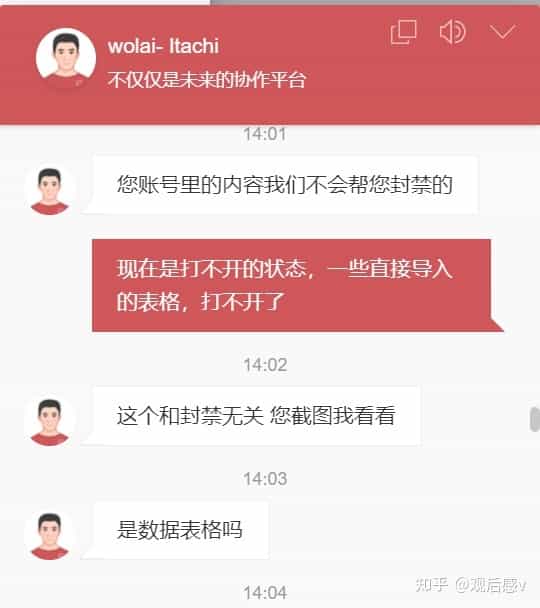 wolai- Itachi
不仅仅是未来的协作平台
14:01
您账号里的内容我们不会帮您封禁的
现在是打不开的状态，一些直接导入
的表格，打不开了
14:02
这个和封禁无关 您截图我看看
14:03
是数据表格吗
14:04
知乎 @观后感v